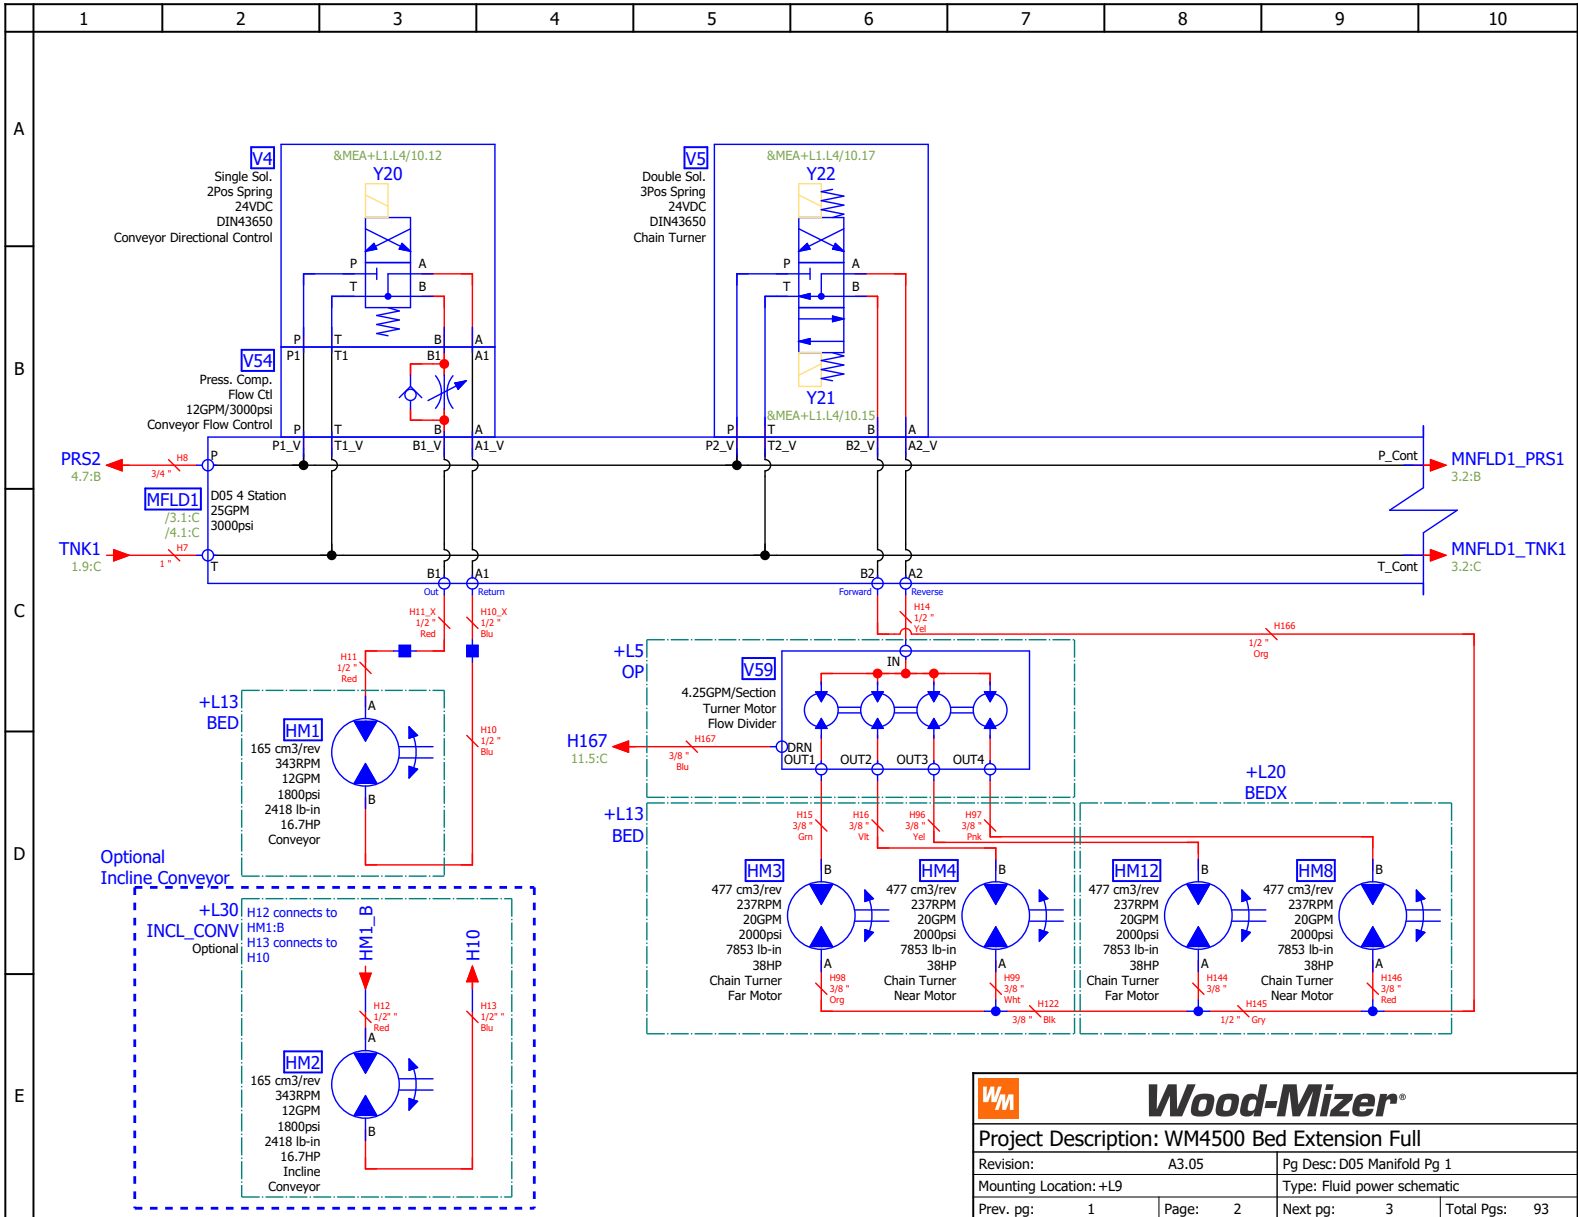 1 2 3 4 5 6 7 8 9 10
A
B
C
D
E
V4
Single Sol.
2Pos Spring
24VDC
DIN43650
Conveyor Directional Control
&MEA+L1.L4/10.12
Y20
P A
T B
P T B A
V54
Press. Comp.
Flow Ctl
12GPM/3000psi
Conveyor Flow Control
P1 T1 B1 A1
P T B A
P1_V T1_V B1_V A1_V
V5
Double Sol.
3Pos Spring
24VDC
DIN43650
Chain Turner
&MEA+L1.L4/10.17
Y22
P A
T B
Y21
&MEA+L1.L4/10.15
P T B A
P2_V T2_V B2_V A2_V
PRS2
4.7:B
H8
3/4 "
P
MFLD1
/3.1:C
/4.1:C
D05 4 Station
25GPM
3000psi
TNK1
1.9:C
H7
1 "
T
P_Cont
MNFLD1_PRS1
3.2:B
T_Cont
MNFLD1_TNK1
3.2:C
B1 A1
Out Return
B2 A2
Forward Reverse
H11_X
1/2 "
Red
H10_X
1/2 "
Blu
H11
1/2 "
Red
H10
1/2 "
Blu
H14
1/2 "
Yel
H166
1/2 "
Org
+L13
BED
HM1
165 cm3/rev
343RPM
12GPM
1800psi
2418 lb-in
16.7HP
Conveyor
A
B
+L5
OP
V59
4.25GPM/Section
Turner Motor
Flow Divider
IN
DRN
OUT1 OUT2 OUT3 OUT4
H167
11.5:C
H167
3/8 "
Blu
+L13
BED
+L20
BEDX
H15
3/8 "
Grn
H16
3/8 "
Vlt
H96
3/8 "
Yel
H97
3/8 "
Pnk
HM3
477 cm3/rev
237RPM
20GPM
2000psi
7853 lb-in
38HP
Chain Turner
Far Motor
B
A
H98
3/8 "
Org
HM4
477 cm3/rev
237RPM
20GPM
2000psi
7853 lb-in
38HP
Chain Turner
Near Motor
B
A
H99
3/8 "
Wht
H122
3/8 " Blk
HM12
477 cm3/rev
237RPM
20GPM
2000psi
7853 lb-in
38HP
Chain Turner
Far Motor
B
A
H144
3/8 "
H145
1/2 " Gry
HM8
477 cm3/rev
237RPM
20GPM
2000psi
7853 lb-in
38HP
Chain Turner
Near Motor
B
A
H146
3/8 "
Red
Optional
Incline Conveyor
+L30
INCL_CONV
Optional
H12 connects to
HM1:B
H13 connects to
H10
HM1_B
H10
H12
1/2" "
Red
H13
1/2" "
Blu
HM2
165 cm3/rev
343RPM
12GPM
1800psi
2418 lb-in
16.7HP
Incline
Conveyor
A
B
WM
Wood-Mizer®
Project Description: WM4500 Bed Extension Full
Revision: A3.05 Pg Desc: D05 Manifold Pg 1
Mounting Location: +L9 Type: Fluid power schematic
Prev. pg: 1 Page: 2 Next pg: 3 Total Pgs: 93